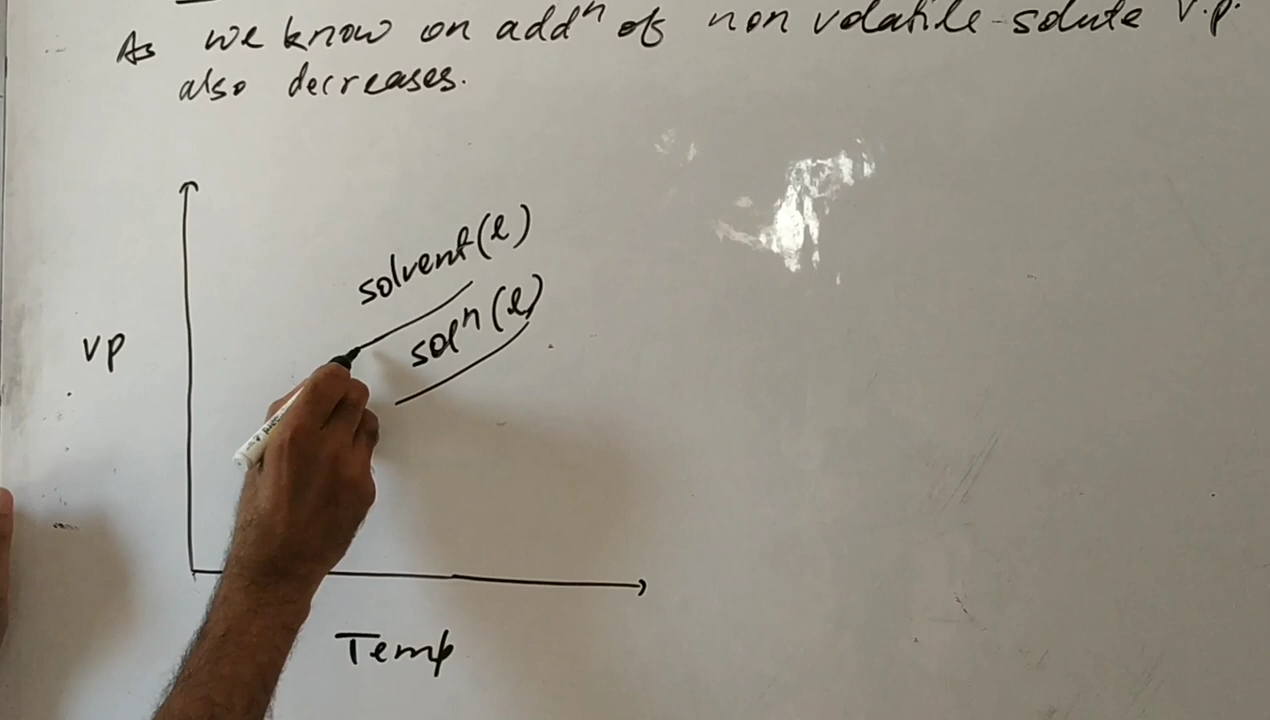 As we know on addⁿ of non volatile solute v.p.
also decreases.
solvent (l)
solⁿ (l)
vp
Temp